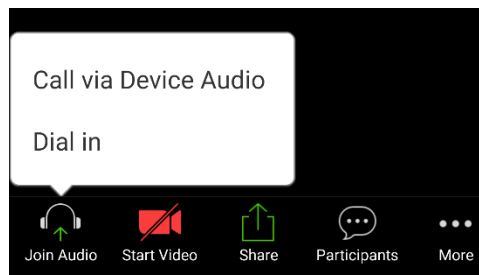 Call via Device Audio
Dial in
Join Audio Start Video Share Participants More